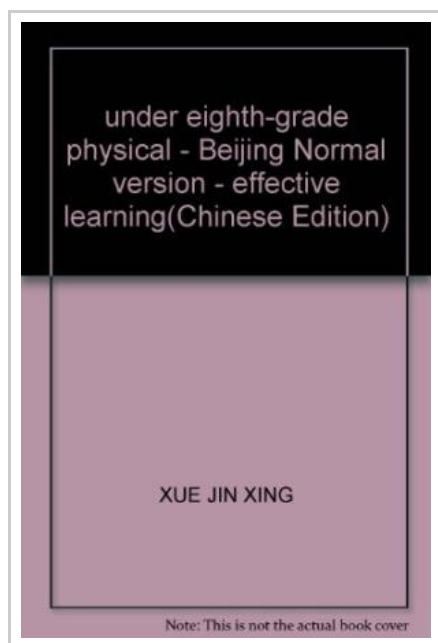 under eighth-grade
physical - Beijing Normal
version - effective
learning(Chinese Edition)
XUE JIN XING
Note: This is not the actual book cover